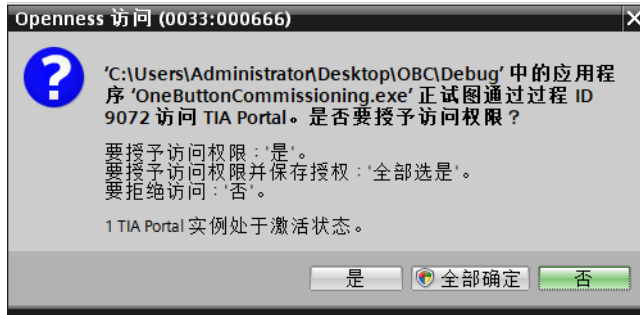 Openness 访问 (0033:000666)
'C:\Users\Administrator\Desktop\OBC\Debug' 中的应用程
序 'OneButtonCommissioning.exe' 正试图通过过程 ID
9072 访问 TIA Portal。是否要授予访问权限？
要授予访问权限：'是'。
要授予访问权限并保存授权：'全部选是'。
要拒绝访问：'否'。
1 TIA Portal 实例处于激活状态。
是 全部确定 否